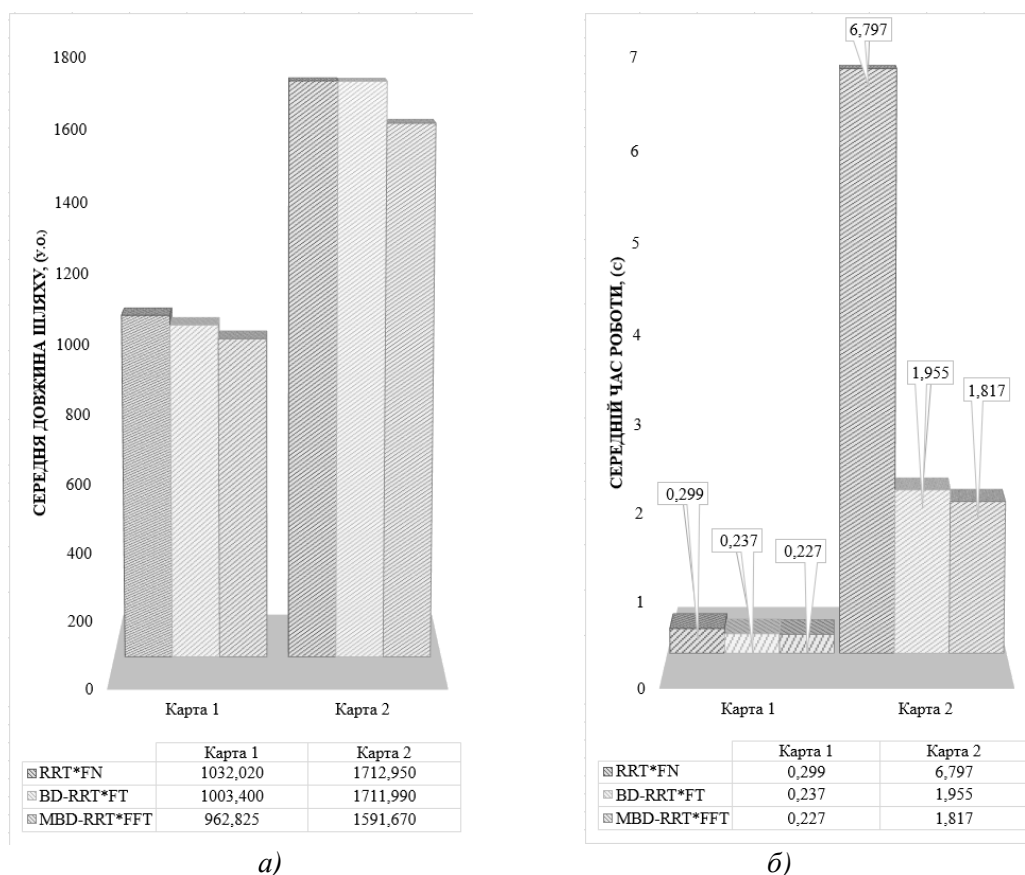 СЕРЕДНЯ ДОВЖИНА ШЛЯХУ, (у.о.)
1800
1600
1400
1200
1000
800
600
400
200
0
Карта 1 Карта 2
Карта 1 Карта 2
RRT*FN 1032,020 1712,950
BD-RRT*FT 1003,400 1711,990
MBD-RRT*FFT 962,825 1591,670
а)
СЕРЕДНІЙ ЧАС РОБОТИ, (с)
7
6
5
4
3
2
1
0
0,299
0,237
0,227
6,797
1,955
1,817
Карта 1 Карта 2
Карта 1 Карта 2
RRT*FN 0,299 6,797
BD-RRT*FT 0,237 1,955
MBD-RRT*FFT 0,227 1,817
б)